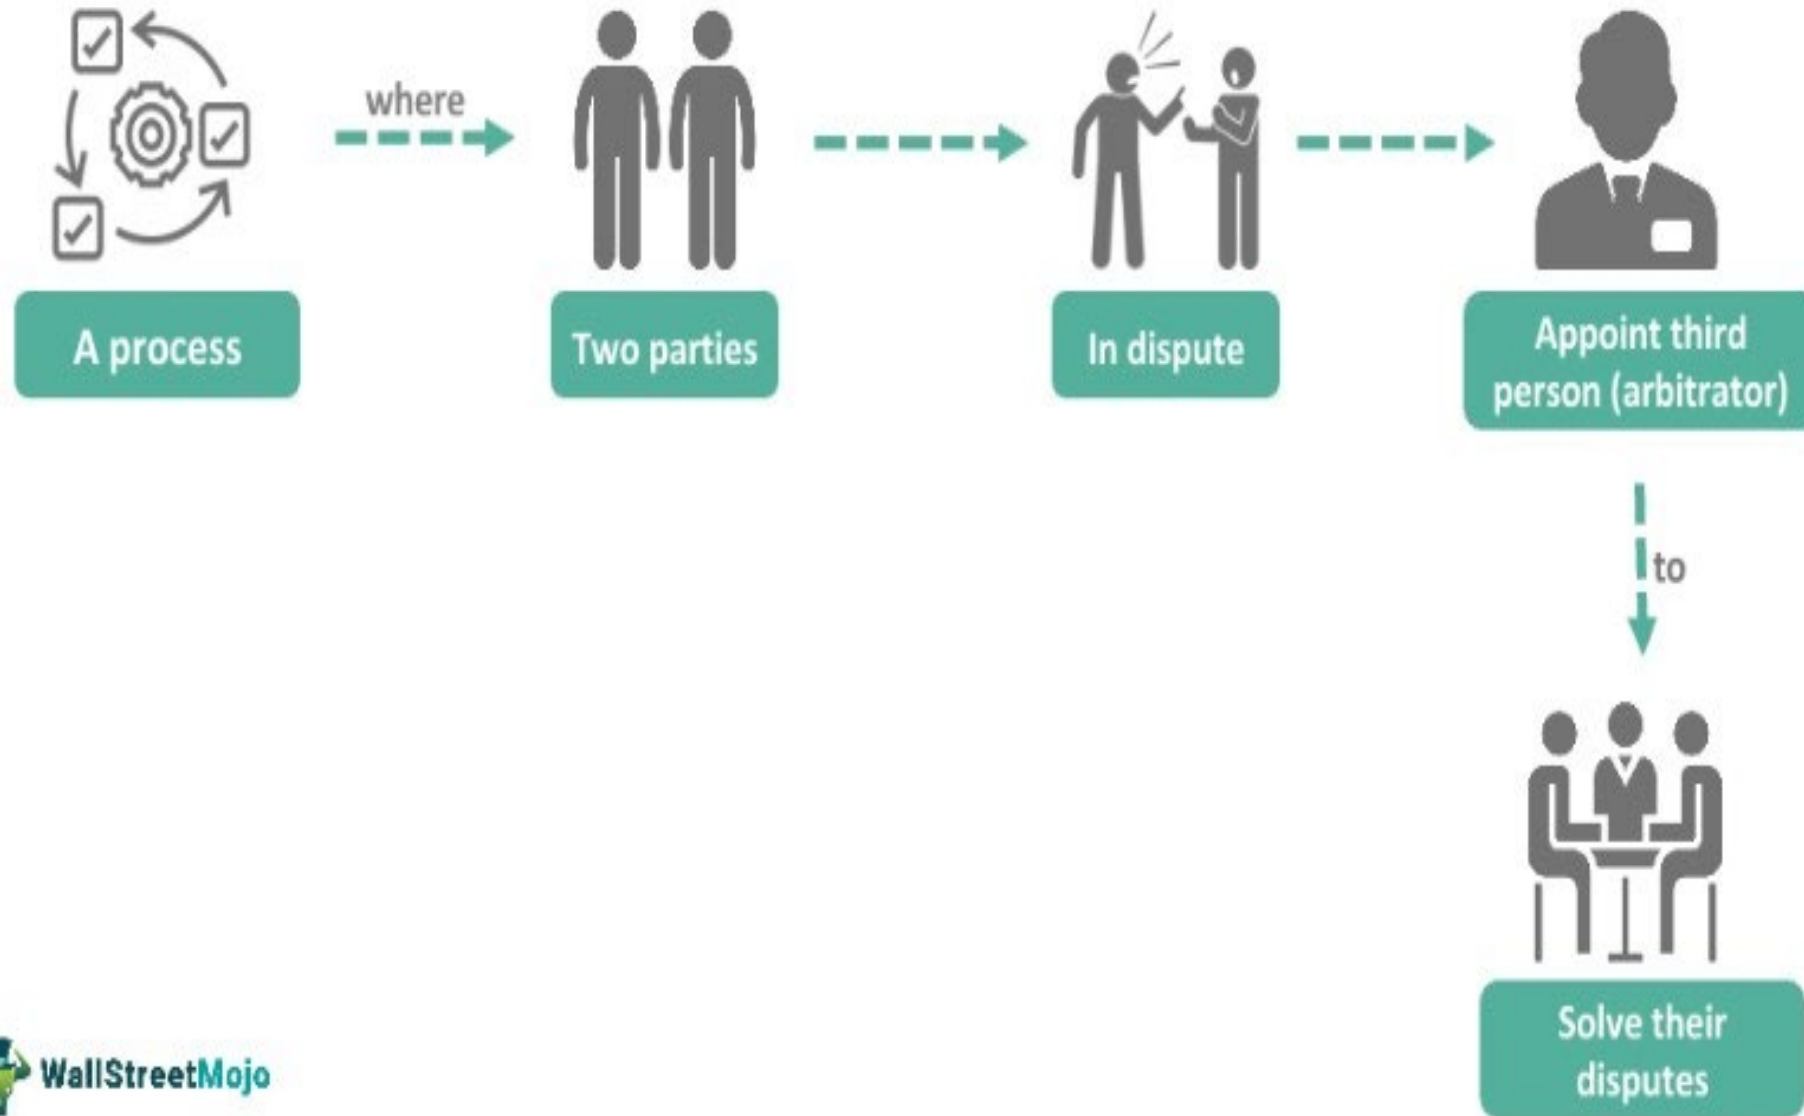 where
A process
Two parties
In dispute
Appoint third
person (arbitrator)
to
Solve their
disputes
WallStreetMojo